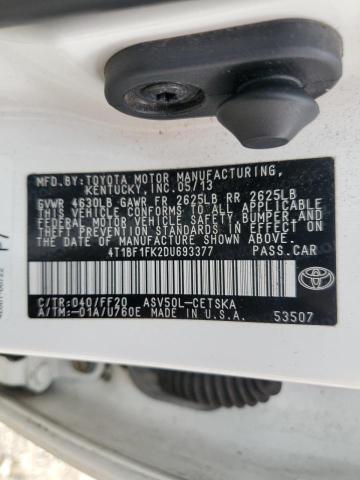 MFD.BY:TOYOTA MOTOR MANUFACTURING,
KENTUCKY,INC.05/13
GVWR 4630LB GAWR FR 2625LB RR 2625LB
THIS VEHICLE CONFORMS TO ALL APPLICABLE
FEDERAL MOTOR VEHICLE SAFETY,BUMPER,AND
THEFT PREVENTION STANDARDS IN EFFECT ON
THE DATE OF MANUFACTURE SHOWN ABOVE.
4T1BF1FK2DU693377 PASS.CAR
C/TR:040/FF20 ASV50L-CETSKA
A/TM:-01A/U760E
53507
TOYOTA